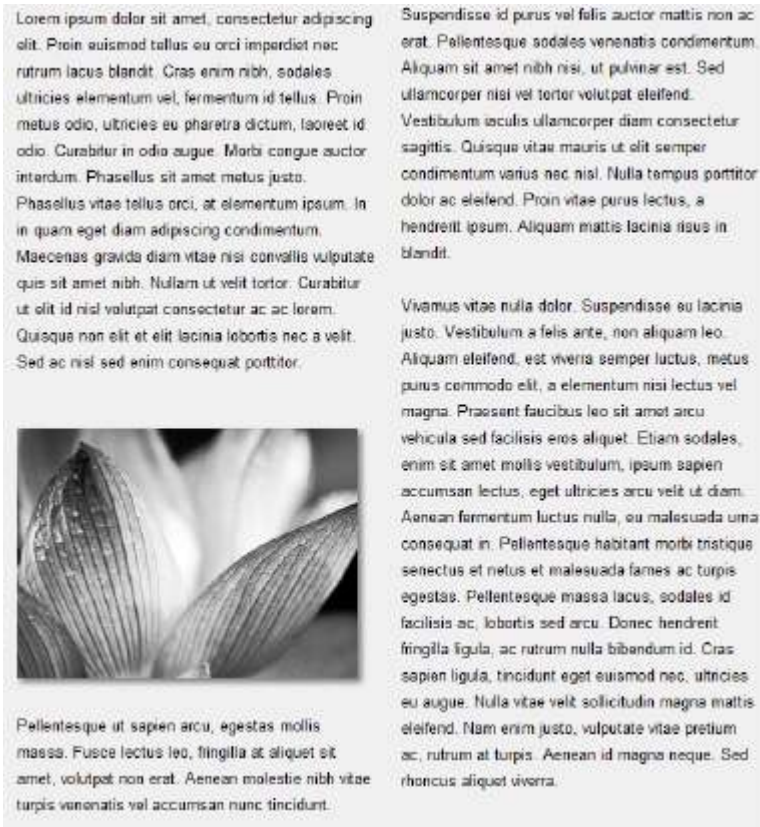 Lorem ipsum dolor sit amet, consectetur adipiscing
elit. Proin euismod tellus eu orci imperdiet nec
rutrum lacus blandit. Cras enim nibh, sodales
ultricies elementum vel, fermentum id tellus. Proin
metus odio, ultricies eu pharetra dictum, laoreet id
odio. Curabitur in odio augue. Morbi congue auctor
interdum. Phasellus sit amet metus justo.
Phasellus vitae tellus orci, at elementum ipsum. In
in quam eget diam adipiscing condimentum.
Maecenas gravida diam vitae nisi convallis vulputate
quis sit amet nibh. Nullam ut velit tortor. Curabitur
ut elit id nisl volutpat consectetur ac ac lorem.
Quisque non elit et elit lacinia lobortis nec a velit.
Sed ac nisl sed enim consequat porttitor.
Pellentesque ut sapien arcu, egestas mollis
massa. Fusce lectus leo, fringilla at aliquet sit
amet, volutpat non erat. Aenean molestie nibh vitae
turpis venenatis vel accumsan nunc tincidunt.
Suspendisse id purus vel felis auctor mattis non ac
erat. Pellentesque sodales venenatis condimentum.
Aliquam sit amet nibh nisi, ut pulvinar est. Sed
ullamcorper nisi vel tortor volutpat eleifend.
Vestibulum iaculis ullamcorper diam consectetur
sagittis. Quisque vitae mauris ut elit semper
condimentum varius nec nisl. Nulla tempus porttitor
dolor ac eleifend. Proin vitae purus lectus, a
hendrerit ipsum. Aliquam mattis lacinia risus in
blandit.
Vivamus vitae nulla dolor. Suspendisse eu lacinia
justo. Vestibulum a felis ante, non aliquam leo.
Aliquam eleifend, est viverra semper luctus, metus
purus commodo elit, a elementum nisi lectus vel
magna. Praesent faucibus leo sit amet arcu
vehicula sed facilisis eros aliquet. Etiam sodales,
enim sit amet mollis vestibulum, ipsum sapien
accumsan lectus, eget ultricies arcu velit ut diam.
Aenean fermentum luctus nulla, eu malesuada urna
consequat in. Pellentesque habitant morbi tristique
senectus et netus et malesuada fames ac turpis
egestas. Pellentesque massa lacus, sodales id
facilisis ac, lobortis sed arcu. Donec hendrerit
fringilla ligula, ac rutrum nulla bibendum id. Cras
sapien ligula, tincidunt eget euismod nec, ultricies
eu augue. Nulla vitae velit sollicitudin magna mattis
eleifend. Nam enim justo, vulputate vitae pretium
ac, rutrum at turpis. Aenean id magna neque. Sed
rhoncus aliquet viverra.